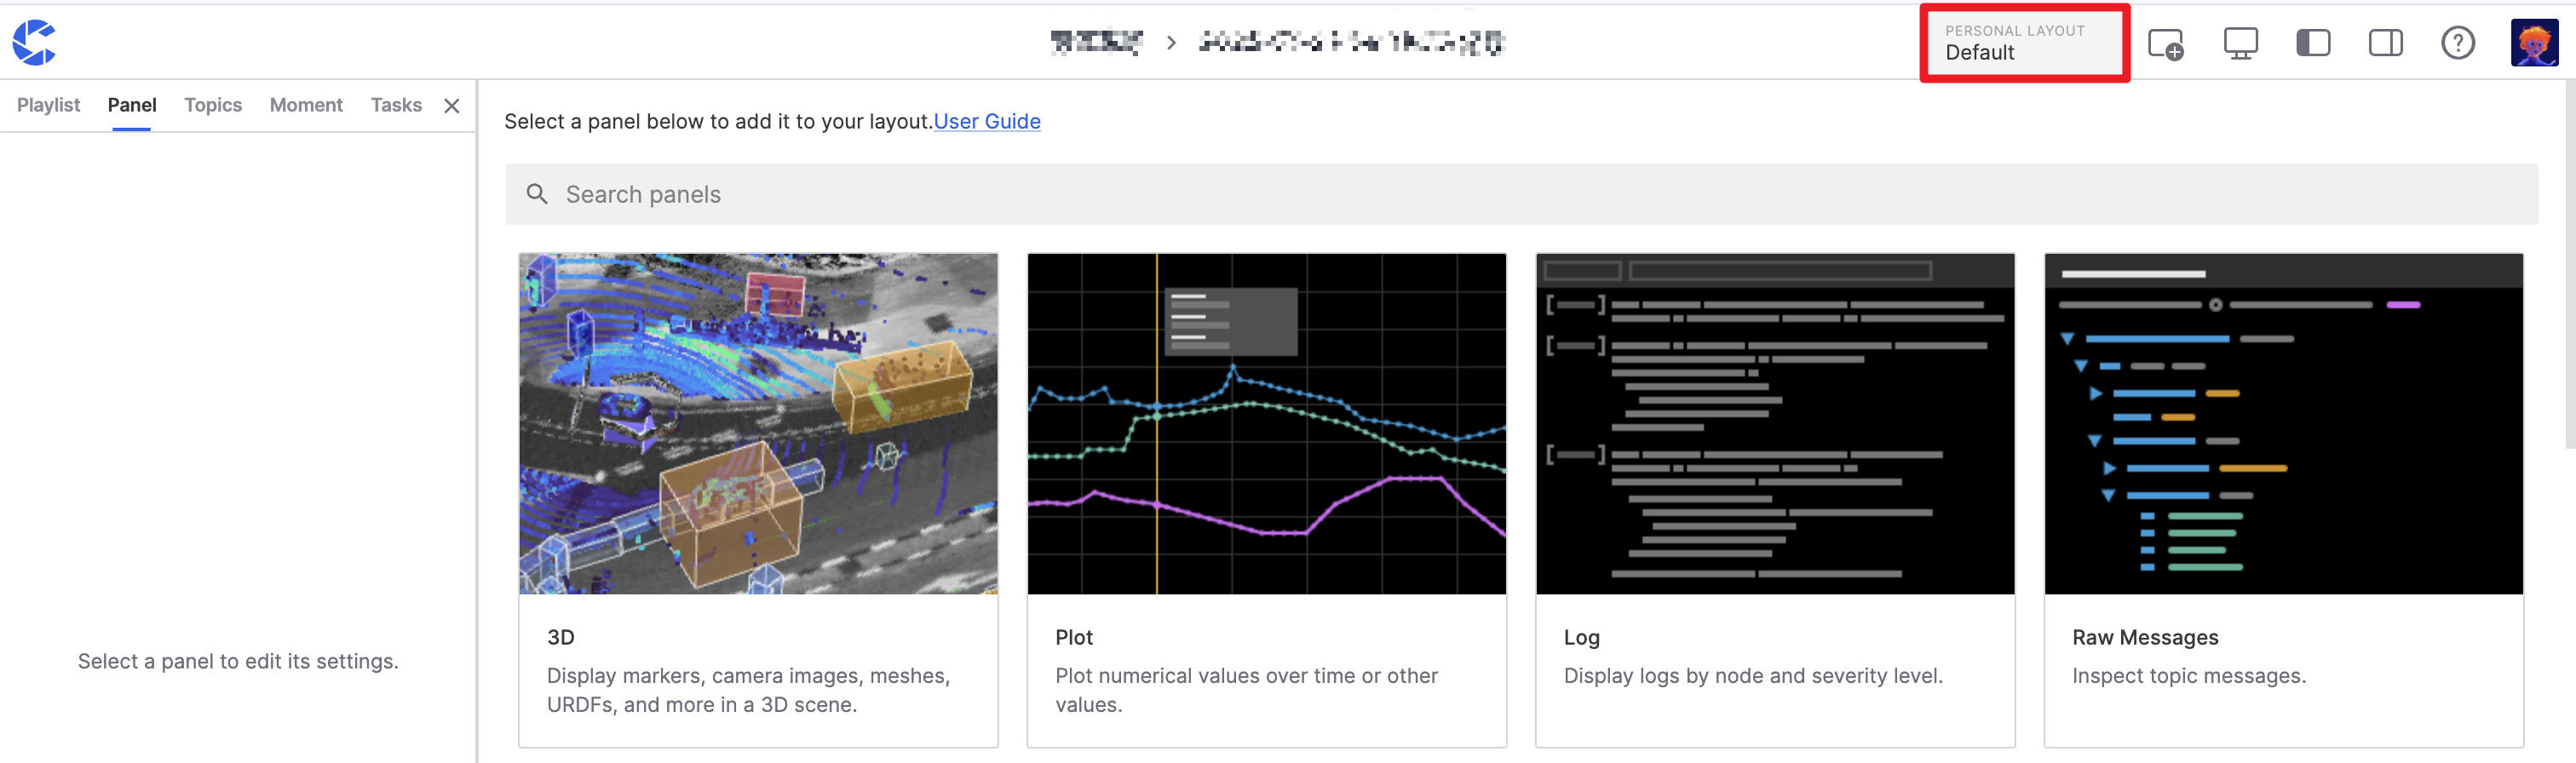 PERSONAL LAYOUT
Default
Playlist Panel Topics Moment Tasks
Select a panel below to add it to your layout.User Guide
Search panels
Select a panel to edit its settings.
3D
Display markers, camera images, meshes,
URDFs, and more in a 3D scene.
Plot
Plot numerical values over time or other
values.
Log
Display logs by node and severity level.
Raw Messages
Inspect topic messages.